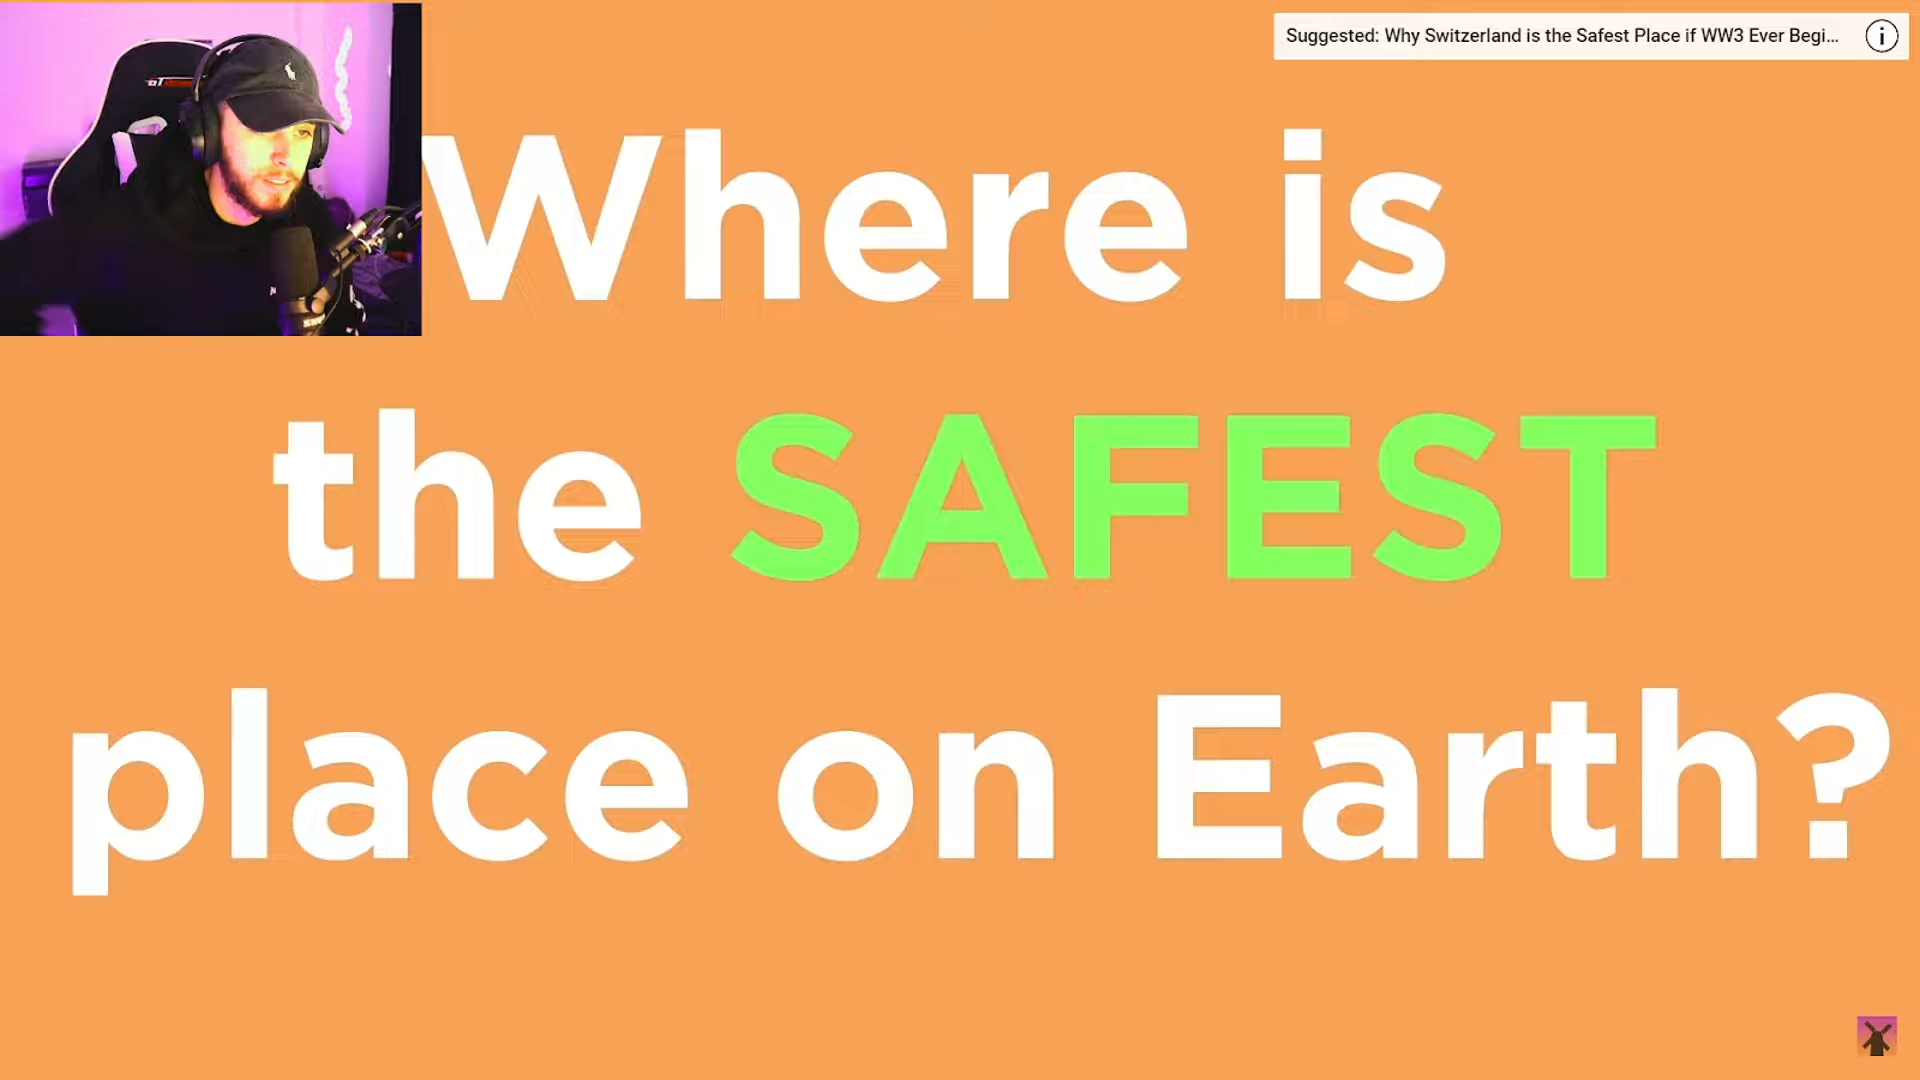 Suggested: Why Switzerland is the Safest Place if WW3 Ever Begi...
Where is
the SAFEST
place on Earth?